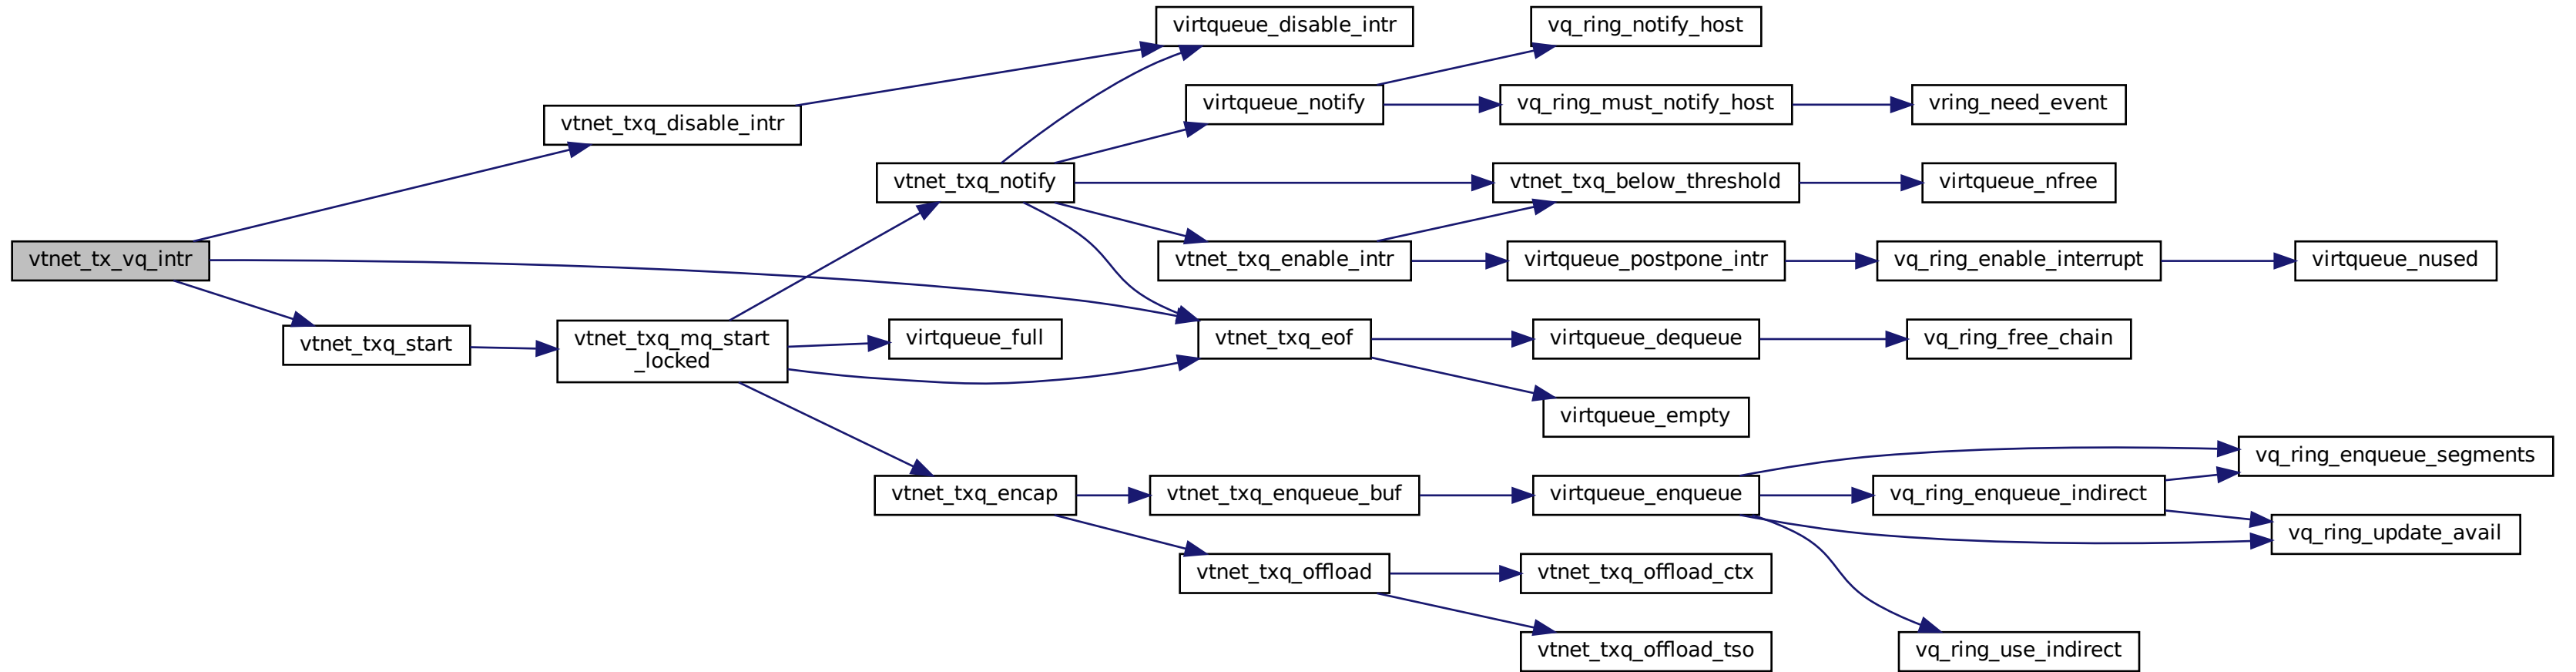 virtqueue_disable_intr
vq_ring_notify_host
virtqueue_notify
vq_ring_must_notify_host
vring_need_event
vtnet_txq_disable_intr
vtnet_txq_notify
vtnet_txq_below_threshold
virtqueue_nfree
vtnet_tx_vq_intr
vtnet_txq_enable_intr
virtqueue_postpone_intr
vq_ring_enable_interrupt
virtqueue_nused
vtnet_txq_start
vtnet_txq_mq_start
_locked
virtqueue_full
vtnet_txq_eof
virtqueue_dequeue
vq_ring_free_chain
virtqueue_empty
vq_ring_enqueue_segments
vtnet_txq_encap
vtnet_txq_enqueue_buf
virtqueue_enqueue
vq_ring_enqueue_indirect
vq_ring_update_avail
vtnet_txq_offload
vtnet_txq_offload_ctx
vtnet_txq_offload_tso
vq_ring_use_indirect